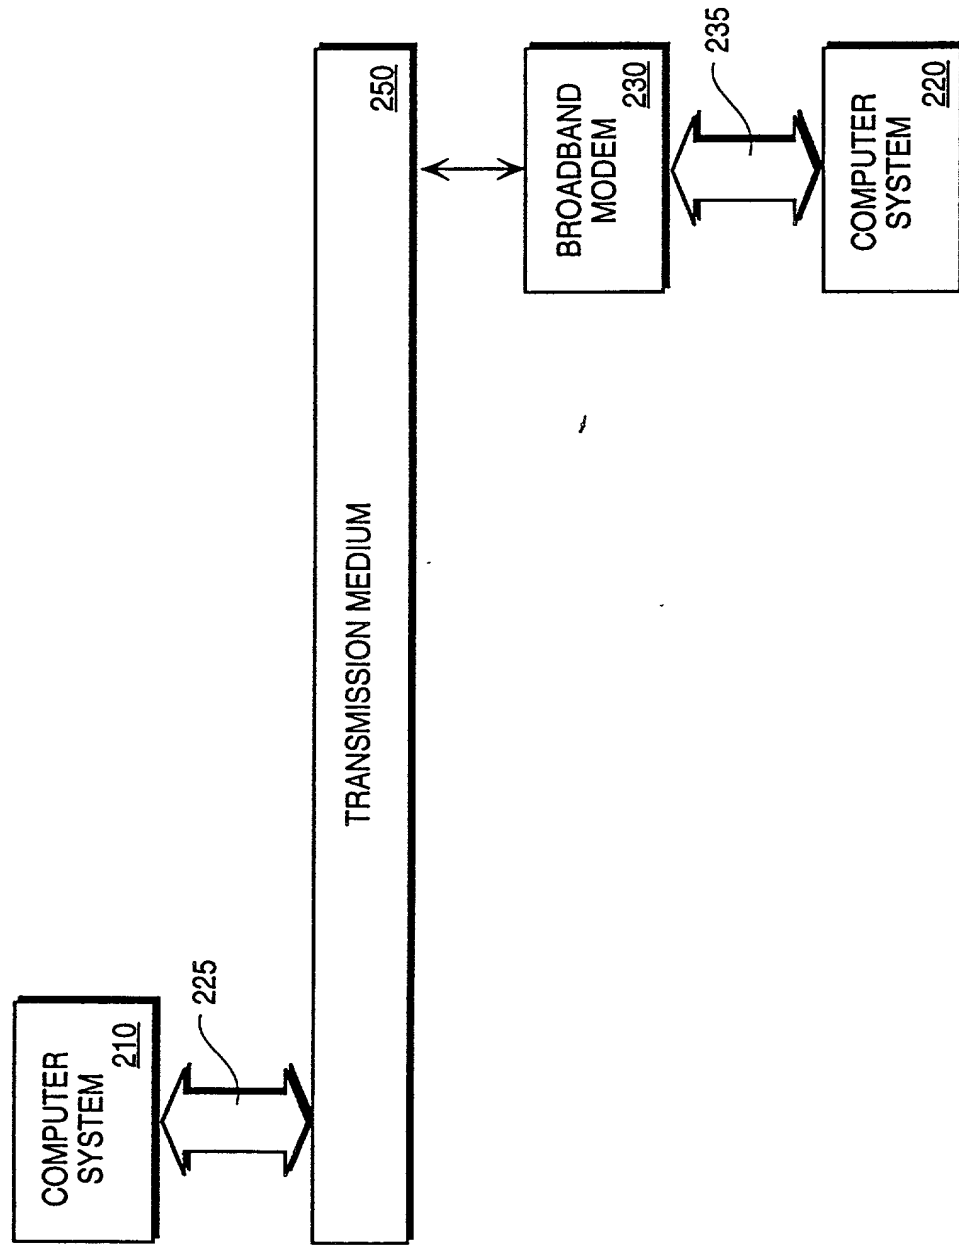 COMPUTER
SYSTEM
210
225
TRANSMISSION MEDIUM
250
BROADBAND
MODEM
230
235
COMPUTER
SYSTEM
220